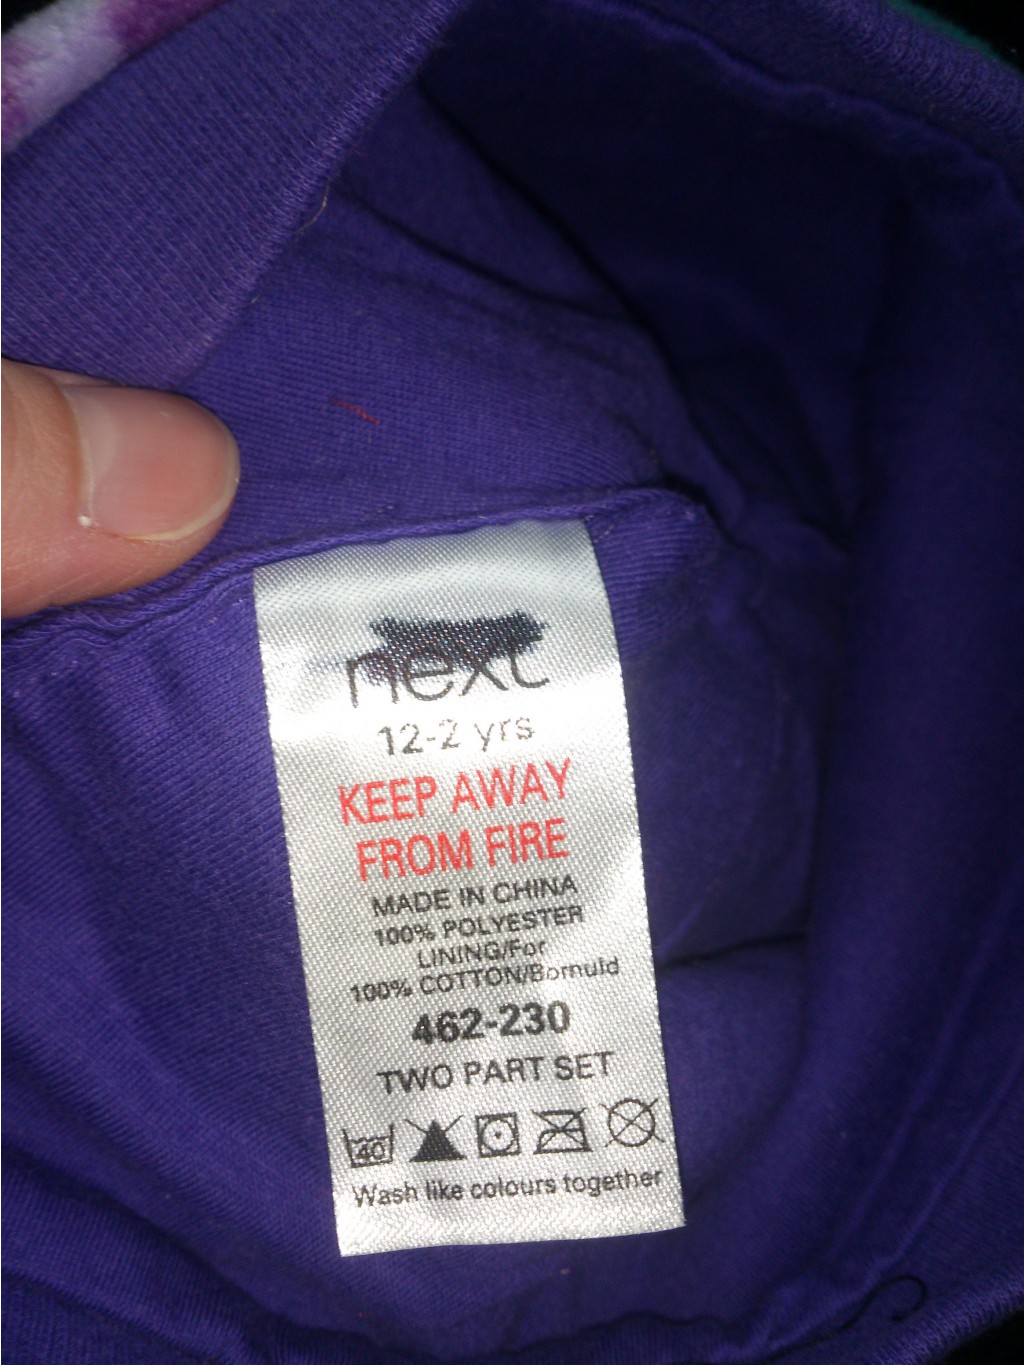 next
12-2 yrs
KEEP AWAY
FROM FIRE
MADE IN CHINA
100% POLYESTER
LINING/For
100% COTTON/Bomuld
462-230
TWO PART SET
40
Wash like colours together